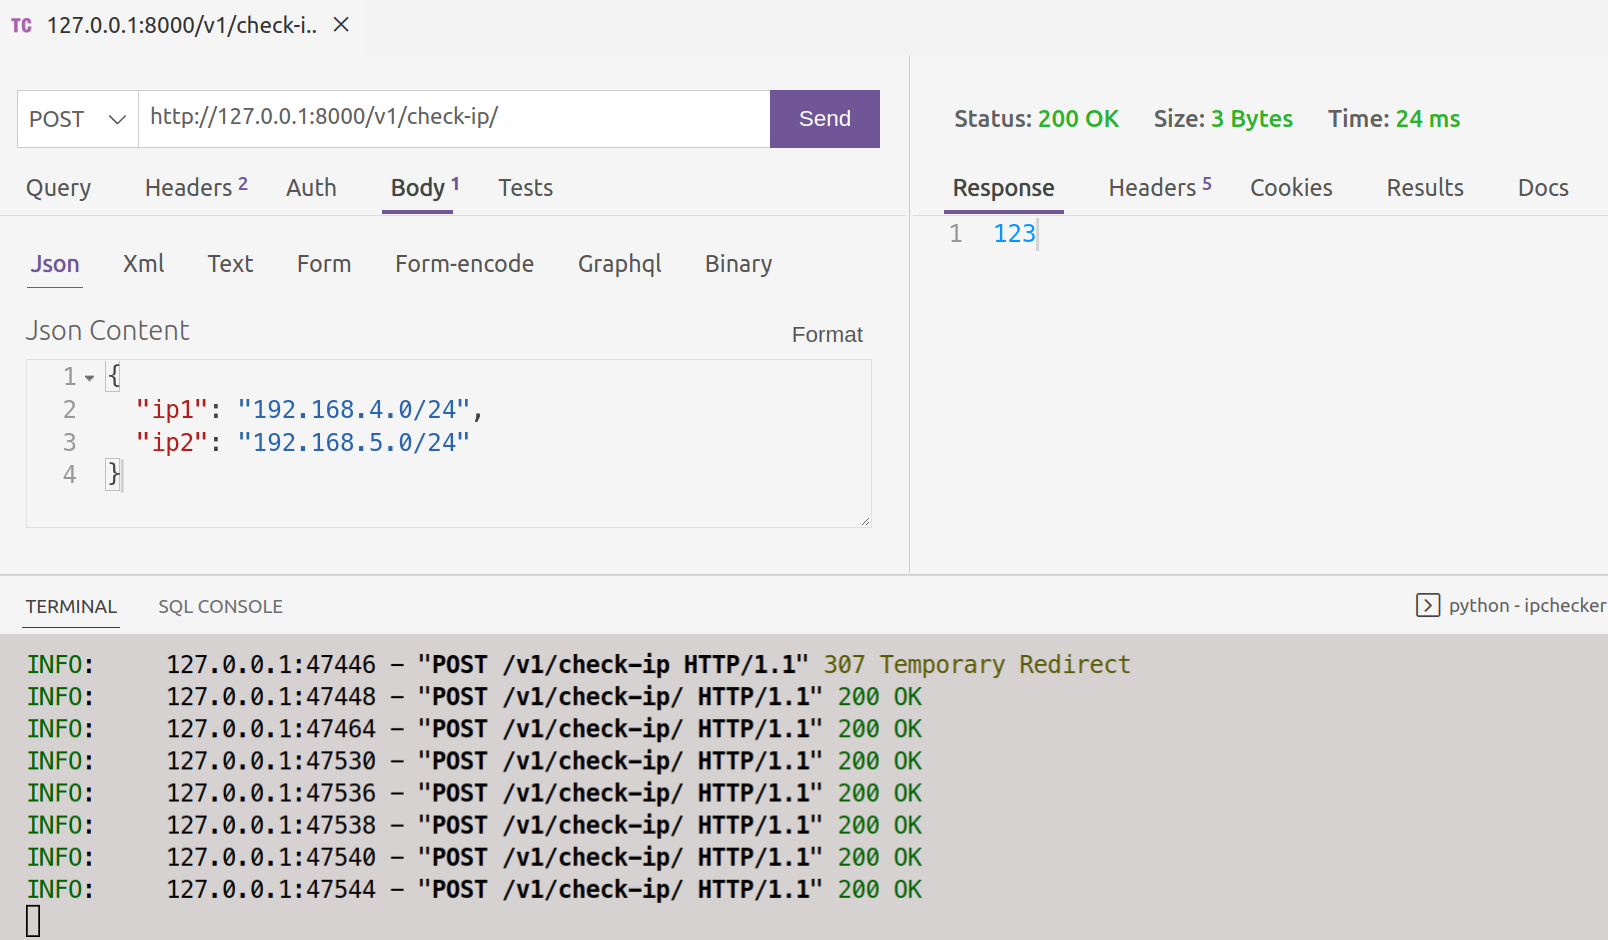 TC 127.0.0.1:8000/v1/check-i..
POST http://127.0.0.1:8000/v1/check-ip/ Send
Status: 200 OK Size: 3 Bytes Time: 24 ms
Query Headers 2 Auth Body 1 Tests
Response Headers 5 Cookies Results Docs
1 123
Json Xml Text Form Form-encode Graphql Binary
Json Content Format
1 {
2 "ip1": "192.168.4.0/24",
3 "ip2": "192.168.5.0/24"
4 }
TERMINAL SQL CONSOLE python - ipchecker
INFO: 127.0.0.1:47446 - "POST /v1/check-ip HTTP/1.1" 307 Temporary Redirect
INFO: 127.0.0.1:47448 - "POST /v1/check-ip/ HTTP/1.1" 200 OK
INFO: 127.0.0.1:47464 - "POST /v1/check-ip/ HTTP/1.1" 200 OK
INFO: 127.0.0.1:47530 - "POST /v1/check-ip/ HTTP/1.1" 200 OK
INFO: 127.0.0.1:47536 - "POST /v1/check-ip/ HTTP/1.1" 200 OK
INFO: 127.0.0.1:47538 - "POST /v1/check-ip/ HTTP/1.1" 200 OK
INFO: 127.0.0.1:47540 - "POST /v1/check-ip/ HTTP/1.1" 200 OK
INFO: 127.0.0.1:47544 - "POST /v1/check-ip/ HTTP/1.1" 200 OK